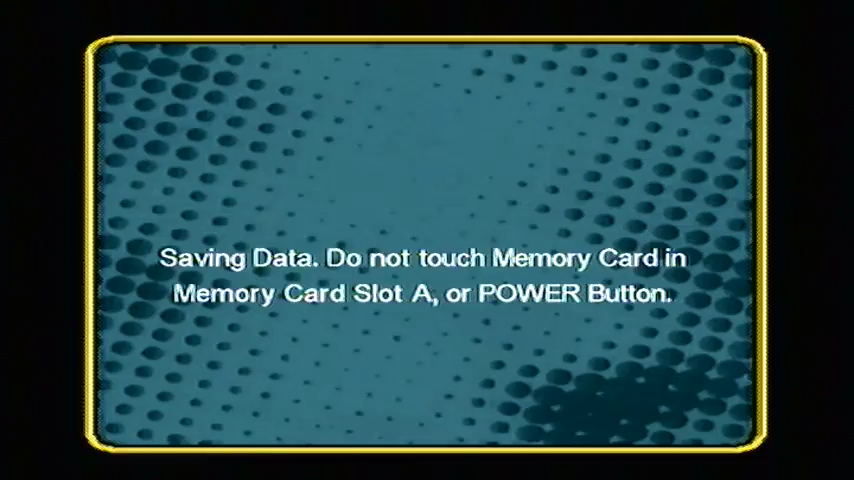 Saving Data. Do not touch Memory Card in
Memory Card Slot A, or POWER Button.